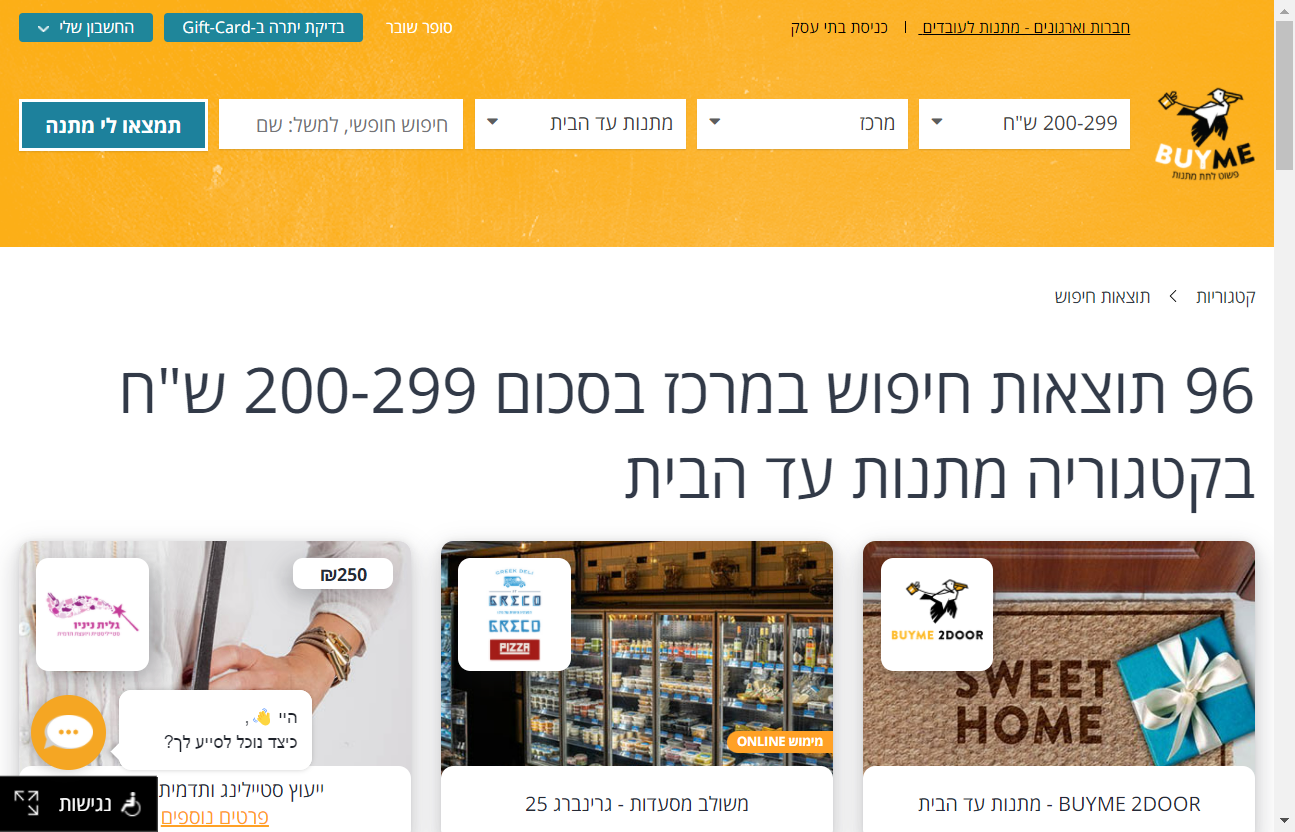 חברות וארגונים - מתנות לעובדים | כניסת בתי עסק
סופר שובר
בדיקת יתרה ב-Gift-Card
החשבון שלי
BUYME
פשוט לתת מתנות
200-299 ש"ח
מרכז
מתנות עד הבית
חיפוש חופשי, למשל: שם
תמצאו לי מתנה
קטגוריות > תוצאות חיפוש
96 תוצאות חיפוש במרכז בסכום 200-299 ש"ח
בקטגוריה מתנות עד הבית
BUYME 2DOOR
SWEET
HOME
BUYME 2DOOR - מתנות עד הבית
GREEK DELI
GRECO
GRECO
PIZZA
מימוש ONLINE
משולב מסעדות - גרינברג 25
₪250
גלית ניניו
ייעוץ סטיילינג ותדמית
פרטים נוספים
היי 👋,
כיצד נוכל לסייע לך?
נגישות